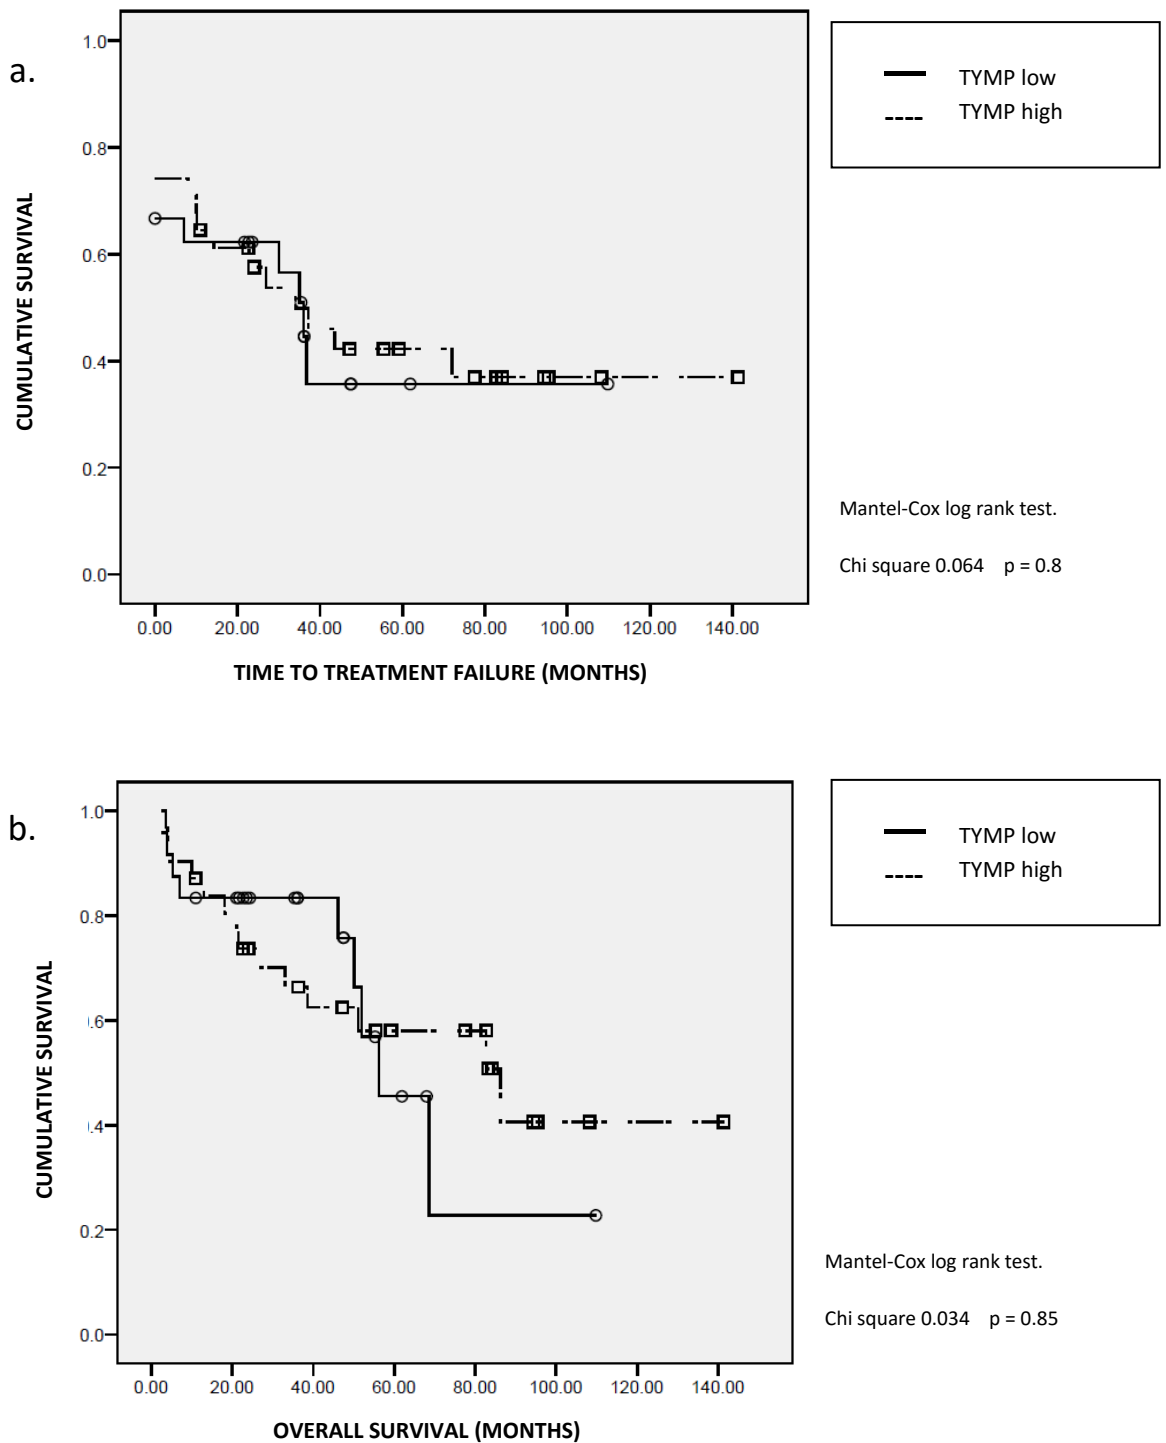 a.
1.0
0.8
0.6
0.4
0.2
0.0
CUMULATIVE SURVIVAL
0.00 20.00 40.00 60.00 80.00 100.00 120.00 140.00
TIME TO TREATMENT FAILURE (MONTHS)
TYMP low
TYMP high
Mantel-Cox log rank test.
Chi square 0.064 p = 0.8
b.
1.0
0.8
.6
.4
0.2
0.0
CUMULATIVE SURVIVAL
0.00 20.00 40.00 60.00 80.00 100.00 120.00 140.00
OVERALL SURVIVAL (MONTHS)
TYMP low
TYMP high
Mantel-Cox log rank test.
Chi square 0.034 p = 0.85